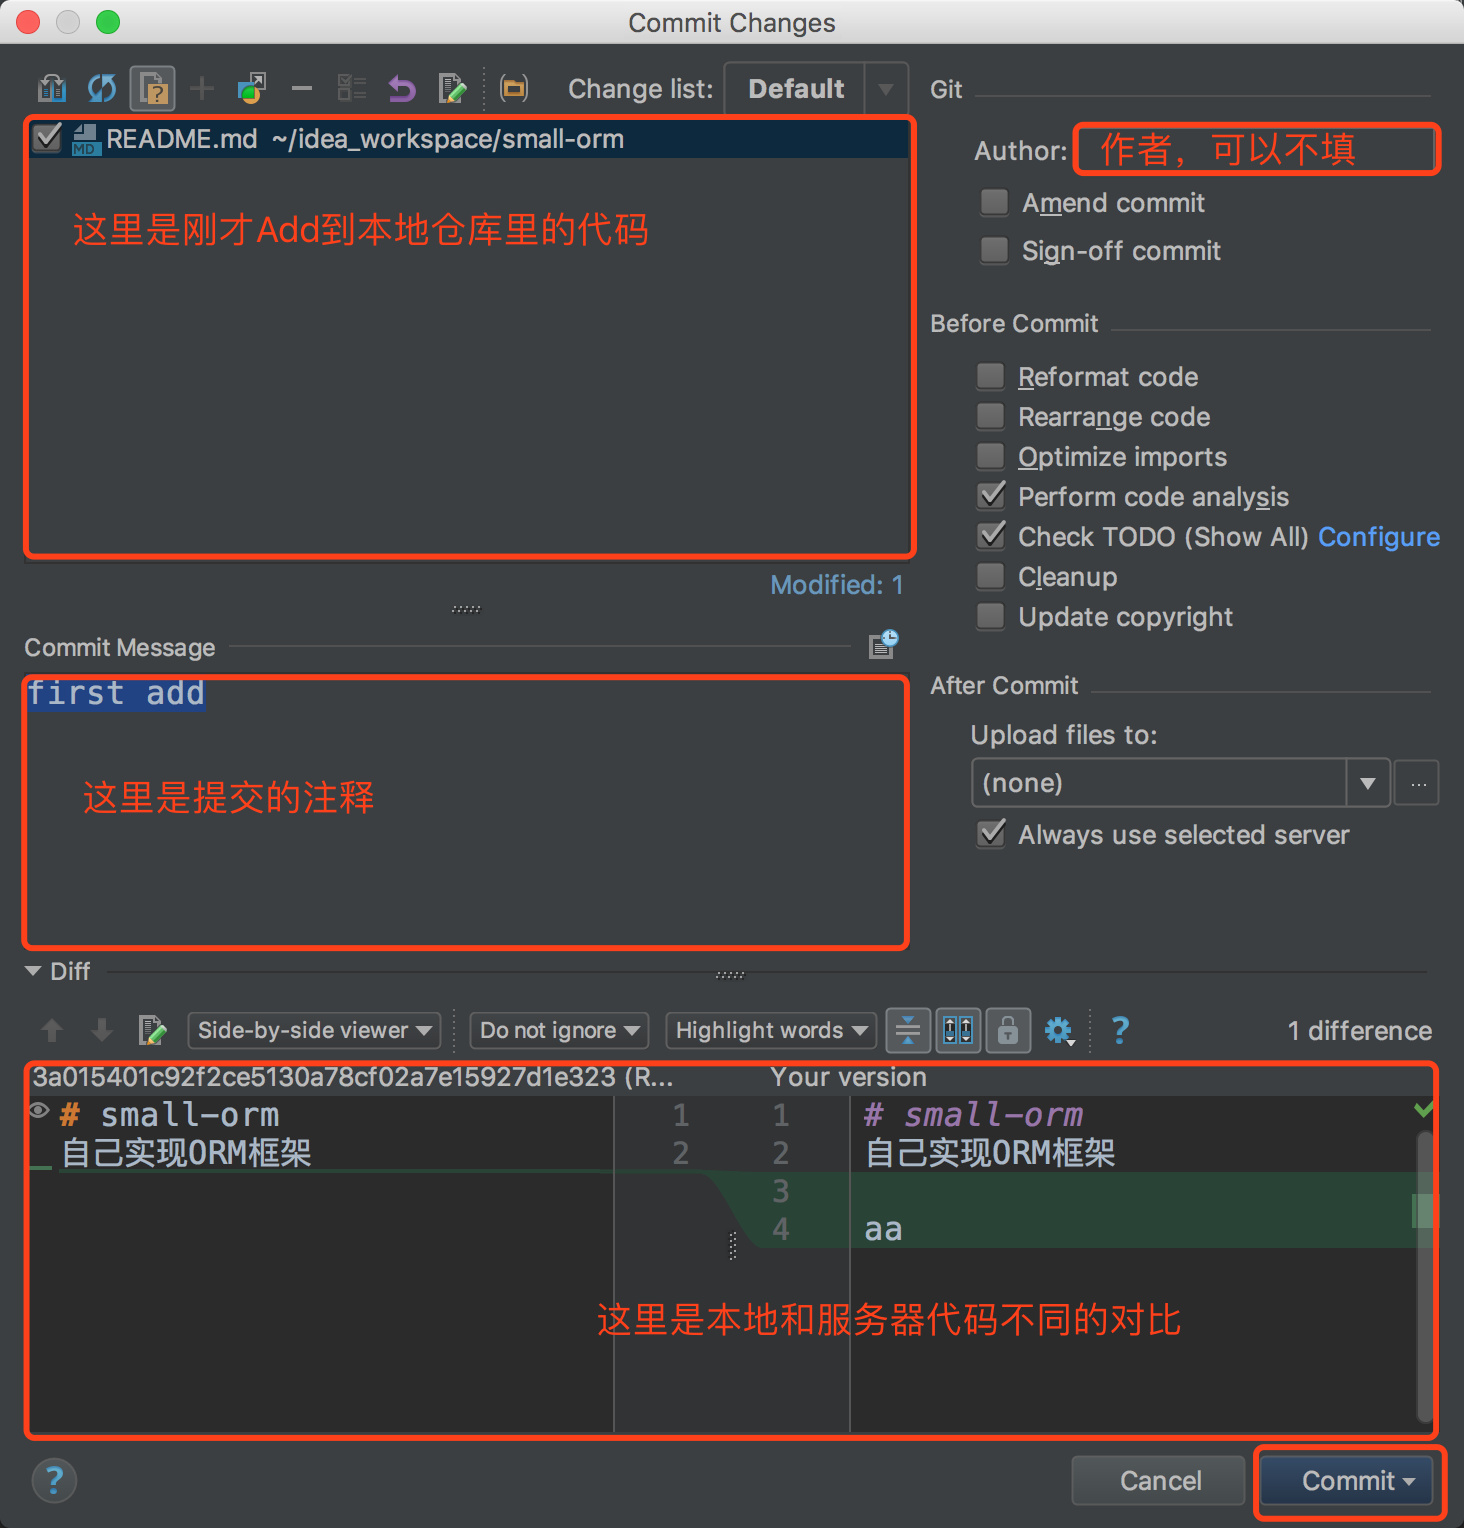 Commit Changes
Change list: Default
README.md ~/idea_workspace/small-orm
这里是刚才Add到本地仓库里的代码
Modified: 1
Git
Author: 作者，可以不填
Amend commit
Sign-off commit
Before Commit
Reformat code
Rearrange code
Optimize imports
Perform code analysis
Check TODO (Show All) Configure
Cleanup
Update copyright
Commit Message
first add
这里是提交的注释
After Commit
Upload files to:
(none) ...
Always use selected server
Diff
Side-by-side viewer Do not ignore Highlight words ? 1 difference
3a015401c92f2ce5130a78cf02a7e15927d1e323 (R... Your version
# small-orm 1 1 # small-orm
自己实现ORM框架 2 2 自己实现ORM框架
3
4 aa
这里是本地和服务器代码不同的对比
? Cancel Commit